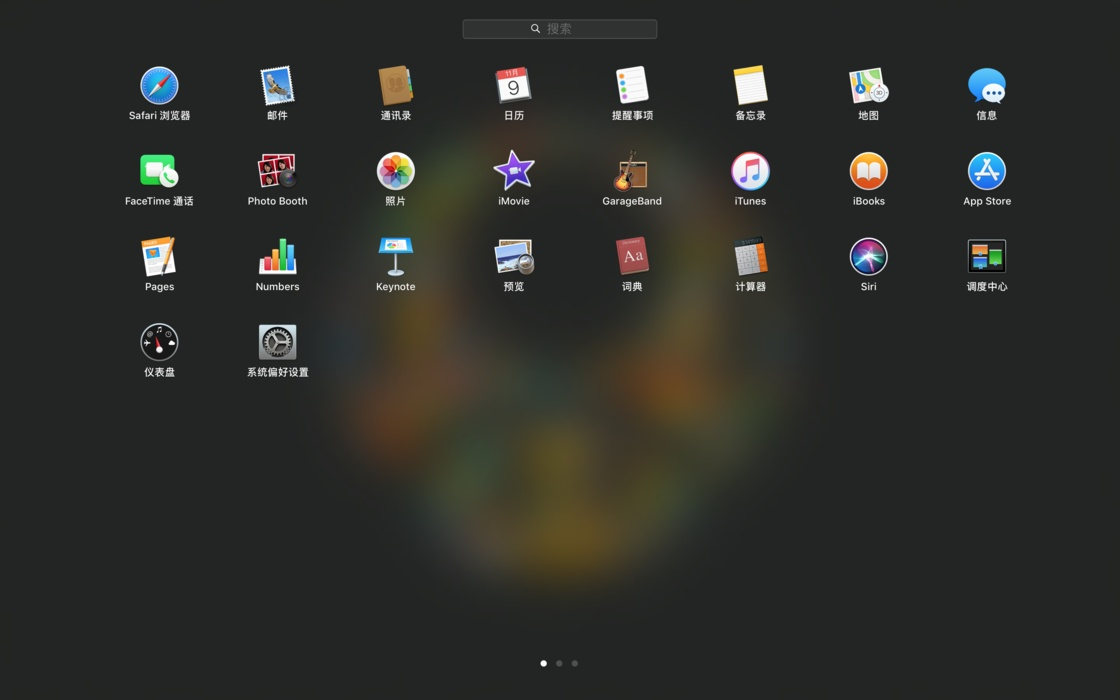 搜索
Safari 浏览器
邮件
11月
9
通讯录
日历
提醒事项
备忘录
3D
地图
信息
FaceTime 通话
Photo Booth
照片
iMovie
GarageBand
iTunes
iBooks
App Store
Pages
Numbers
Keynote
预览
Aa
词典
计算器
Siri
调度中心
仪表盘
系统偏好设置